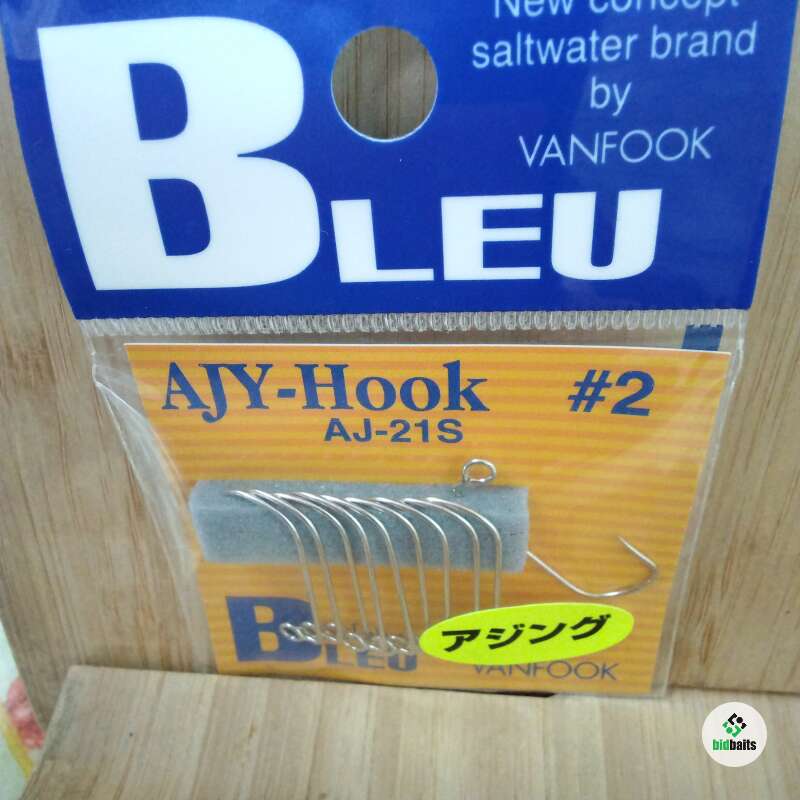 New concept
saltwater brand
by
VANFOOK
BLEU
AJY-Hook #2
AJ-21S
BLEU
アジング
VANFOOK
bidbaits